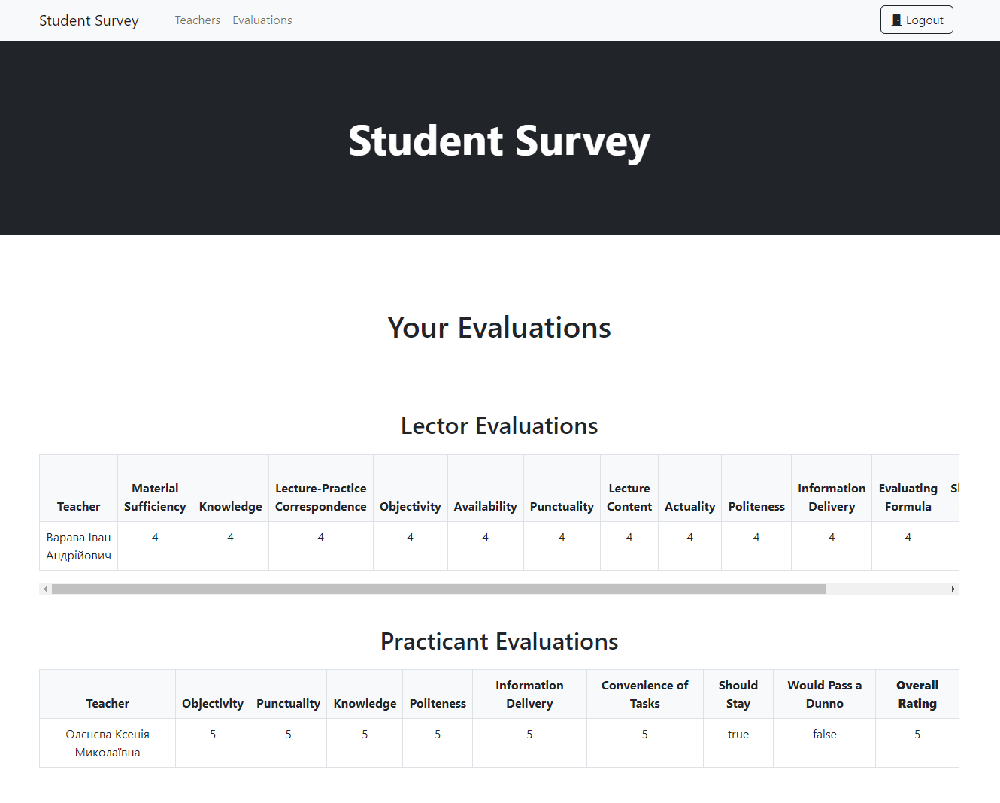 Student Survey Teachers Evaluations Logout
Student Survey
Your Evaluations
Lector Evaluations
Teacher Material Sufficiency Knowledge Lecture-Practice Correspondence Objectivity Availability Punctuality Lecture Content Actuality Politeness Information Delivery Evaluating Formula
Варава Іван Андрійович 4 4 4 4 4 4 4 4 4 4 4
Practicant Evaluations
Teacher Objectivity Punctuality Knowledge Politeness Information Delivery Convenience of Tasks Should Stay Would Pass a Dunno Overall Rating
Олєнєва Ксенія Миколаївна 5 5 5 5 5 5 true false 5